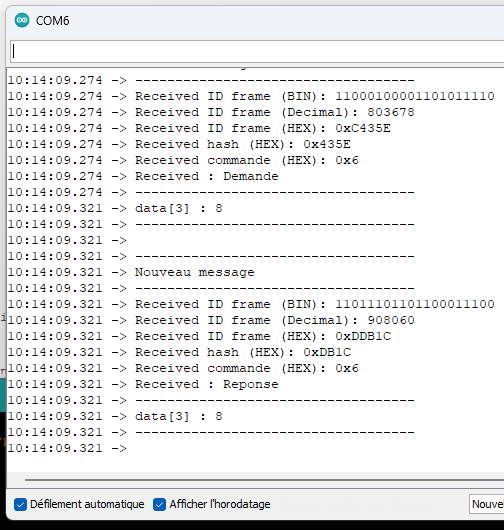 COM6
10:14:09.274 -> -----------------------------------
10:14:09.274 -> Received ID frame (BIN): 11000100001101011110
10:14:09.274 -> Received ID frame (Decimal): 803678
10:14:09.274 -> Received ID frame (HEX): 0xC435E
10:14:09.274 -> Received hash (HEX): 0x435E
10:14:09.274 -> Received commande (HEX): 0x6
10:14:09.274 -> Received : Demande
10:14:09.274 -> -----------------------------------
10:14:09.321 -> data[3] : 8
10:14:09.321 -> -----------------------------------
10:14:09.321 ->
10:14:09.321 -> -----------------------------------
10:14:09.321 -> Nouveau message
10:14:09.321 -> -----------------------------------
10:14:09.321 -> Received ID frame (BIN): 11011101101100011100
10:14:09.321 -> Received ID frame (Decimal): 908060
10:14:09.321 -> Received ID frame (HEX): 0xDDB1C
10:14:09.321 -> Received hash (HEX): 0xDB1C
10:14:09.321 -> Received commande (HEX): 0x6
10:14:09.321 -> Received : Reponse
10:14:09.321 -> -----------------------------------
10:14:09.321 -> data[3] : 8
10:14:09.321 -> -----------------------------------
10:14:09.321 ->
Défilement automatique Afficher l'horodatage Nouve